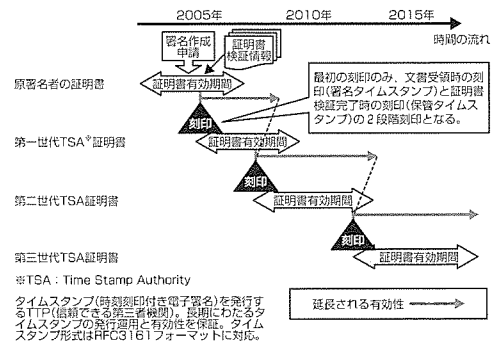 2005年
2010年
2015年
時間の流れ
署名作成
申請
証明書
検証情報
原署名者の証明書
証明書有効期間
最初の刻印のみ、文書受領時の刻
印(署名タイムスタンプ)と証明書
検証完了時の刻印(保管タイムス
タンプ)の2段階刻印となる。
刻印
第一世代TSA※証明書
証明書有効期間
刻印
第二世代TSA証明書
証明書有効期間
刻印
第三世代TSA証明書
証明書有効期間
※TSA：Time Stamp Authority
タイムスタンプ(時刻刻印付き電子署名)を発行す
るTTP(信頼できる第三者機関)。長期にわたるタ
イムスタンプの発行運用と有効性を保証。タイム
スタンプ形式はRFC3161フォーマットに対応。
延長される有効性